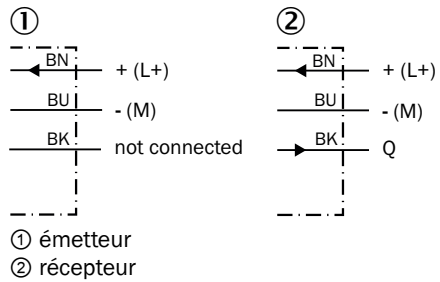 ① ②
BN + (L+) BN + (L+)
BU - (M) BU - (M)
BK not connected BK Q
① émetteur
② récepteur